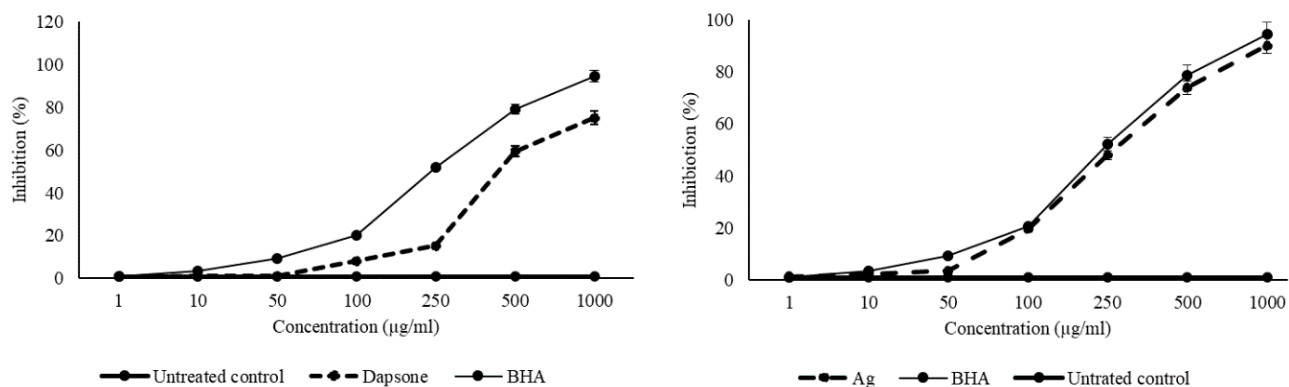 120
100
80
60
40
20
0
Inhibition (%)
1 10 50 100 250 500 1000
Concentration (µg/ml)
Untreated control Dapsone BHA
100
80
60
40
20
0
Inhibiotion (%)
1 10 50 100 250 500 1000
Concentration (µg/ml)
Ag BHA Untrated control